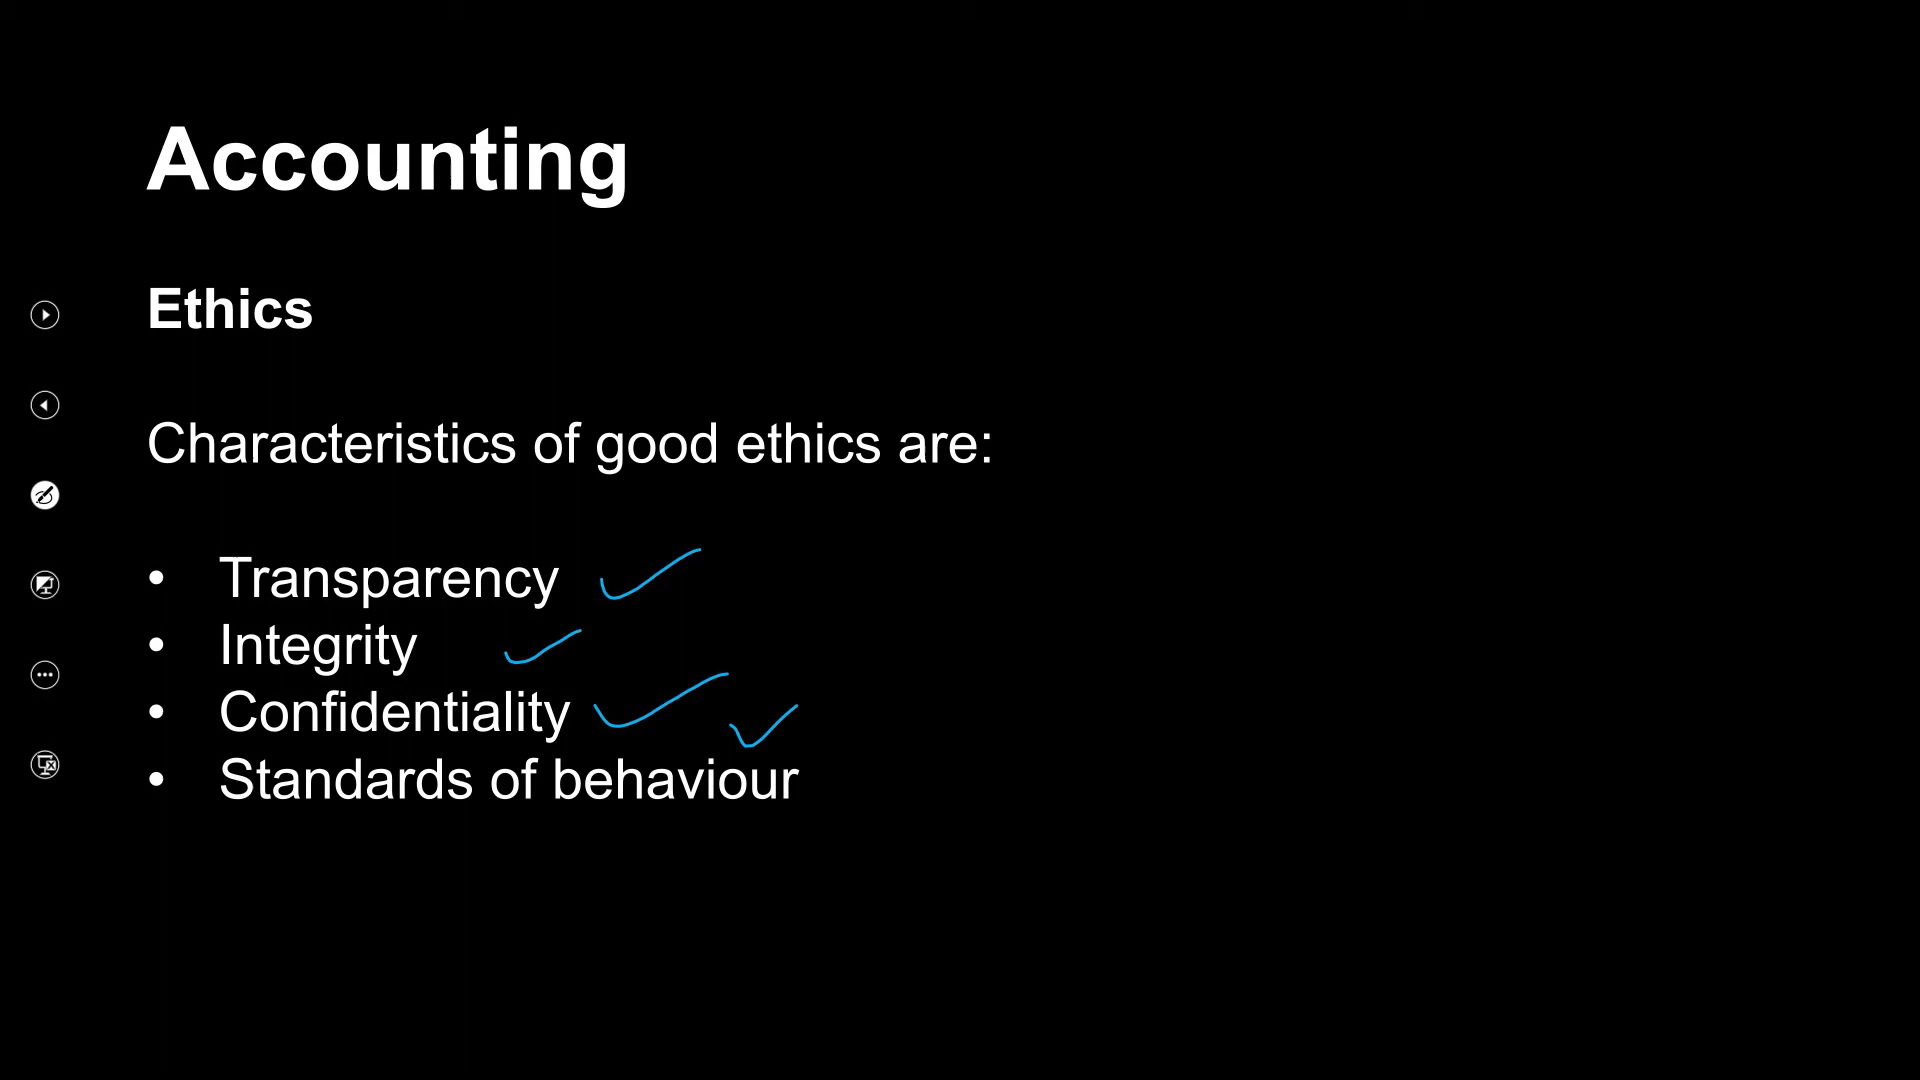 Accounting
Ethics
Characteristics of good ethics are:
• Transparency
• Integrity
• Confidentiality
• Standards of behaviour